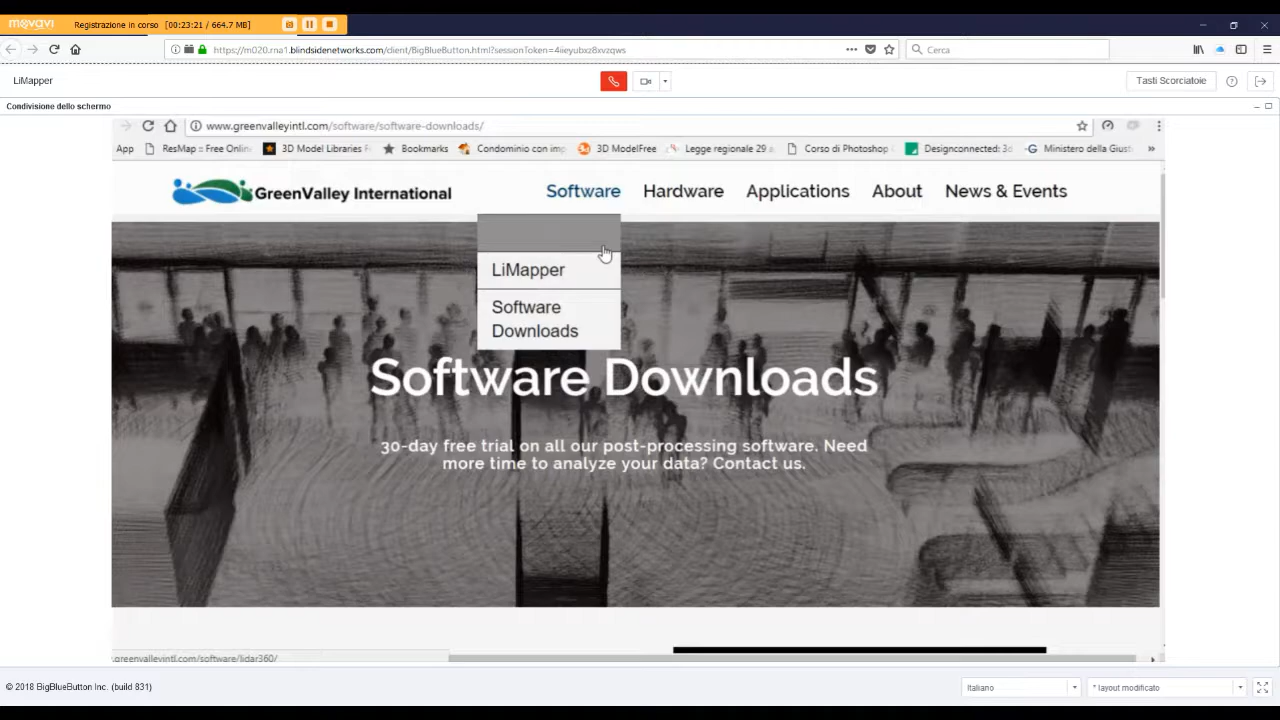 movavi Registrazione in corso [00:23:21 / 664.7 MB]
https://m020.rna1.blindsidenetworks.com/client/BigBlueButton.html?sessionToken=4iieyubxz8xvzqws
Cerca
LiMapper
Tasti Scorciatoie
Condivisione dello schermo
www.greenvalleyintl.com/software/software-downloads/
App ResMap :: Free Onlin 3D Model Libraries F Bookmarks Condominio con imp 3D ModelFree Legge regionale 29 Corso di Photoshop Designconnected: 3d Ministero della Giust
GreenValley International
Software Hardware Applications About News & Events
LiMapper
Software
Downloads
Software Downloads
30-day free trial on all our post-processing software. Need
more time to analyze your data? Contact us.
.greenvalleyintl.com/software/lidar360/
© 2018 BigBlueButton Inc. (build 831)
Italiano
* layout modificato